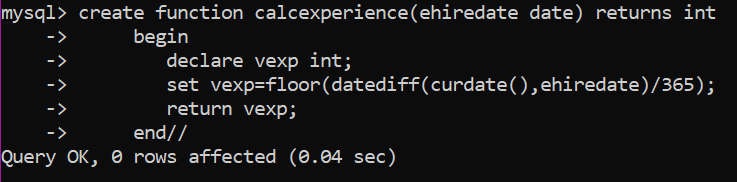 mysql> create function calcexperience(ehiredate date) returns int
    ->      begin
    ->         declare vexp int;
    ->         set vexp=floor(datediff(curdate(),ehiredate)/365);
    ->         return vexp;
    ->      end//
Query OK, 0 rows affected (0.04 sec)